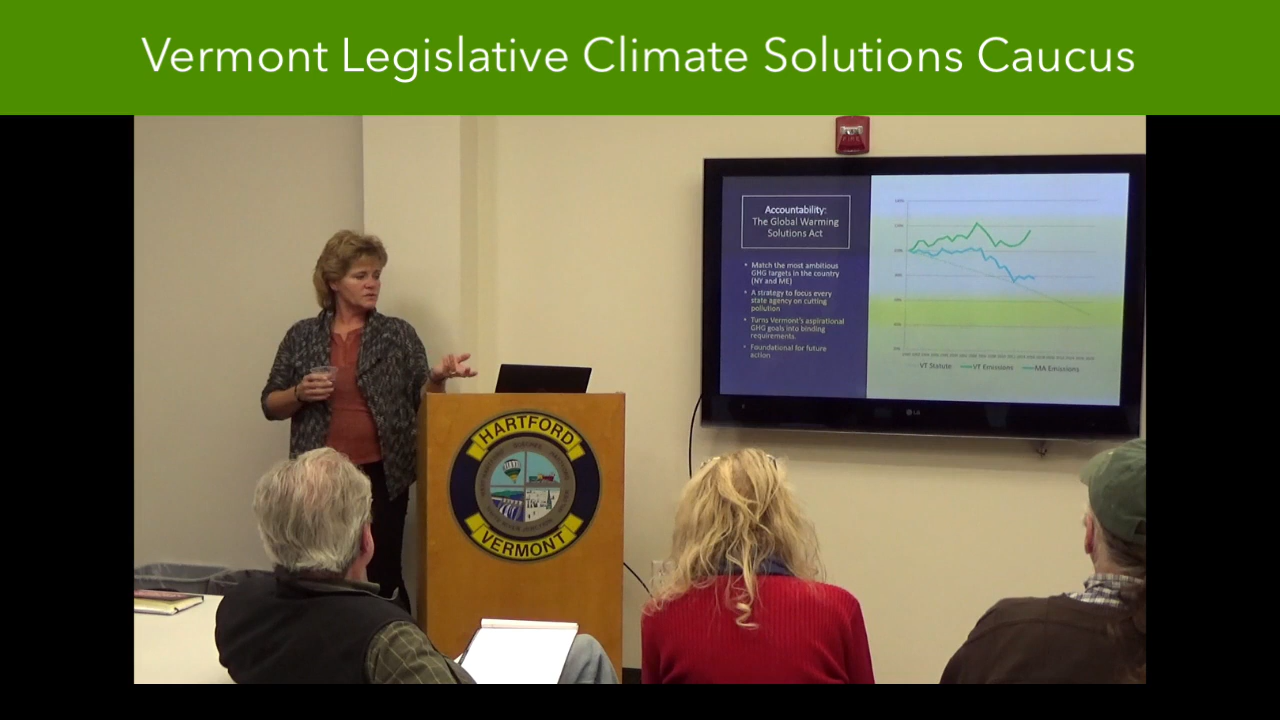 Vermont Legislative Climate Solutions Caucus
FIRE
Accountability:
The Global Warming
Solutions Act
• Match the most ambitious
GHG targets in the country
(NY and ME)
• A strategy to focus every
state agency on cutting
pollution
• Turns Vermont's aspirational
GHG goals into binding
requirements.
• Foundational for future
action
VT Statute VT Emissions MA Emissions
LG
HARTFORD
VERMONT